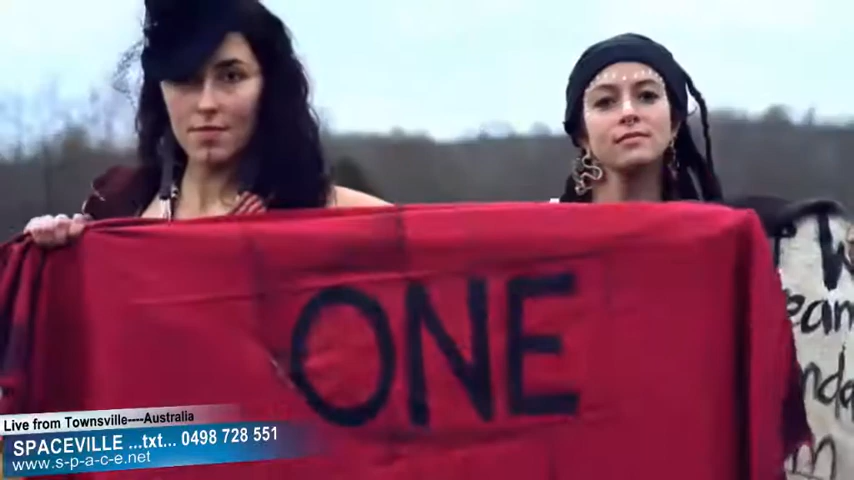 ONE
Live from Townsville----Australia
SPACEVILLE ...txt... 0498 728 551
www.s-p-a-c-e.net